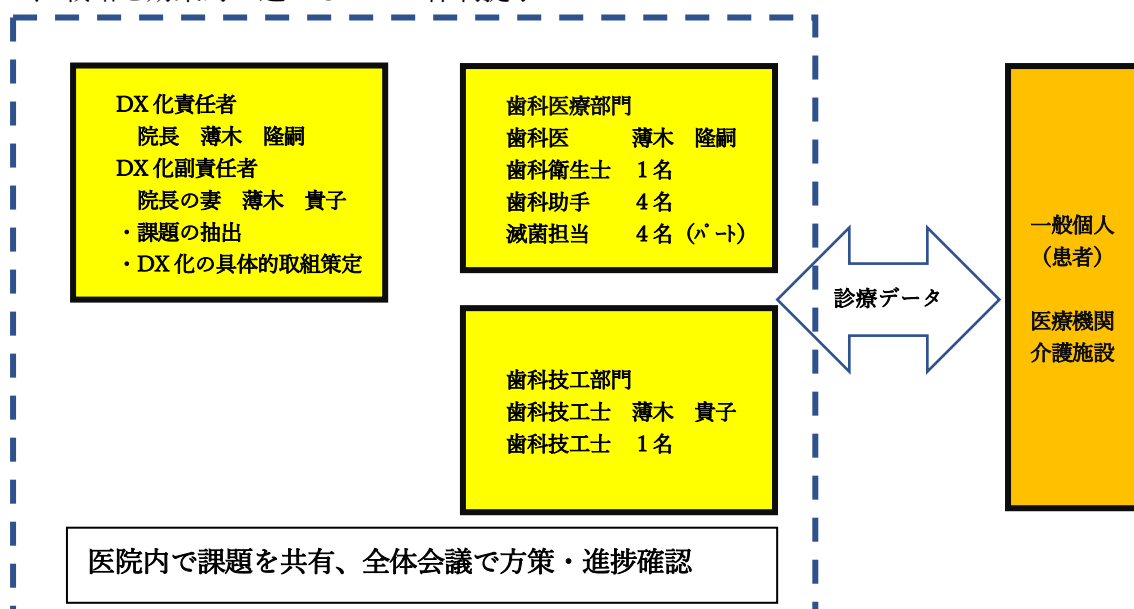 DX化責任者
院長　薄木　隆嗣
DX化副責任者
院長の妻　薄木　貴子
・課題の抽出
・DX化の具体的取組策定
歯科医療部門
歯科医　　薄木　隆嗣
歯科衛生士　１名
歯科助手　　４名
滅菌担当　　４名（ﾊﾟｰﾄ）
歯科技工部門
歯科技工士　薄木　貴子
歯科技工士　１名
診療データ
一般個人
（患者）
医療機関
介護施設
医院内で課題を共有、全体会議で方策・進捗確認